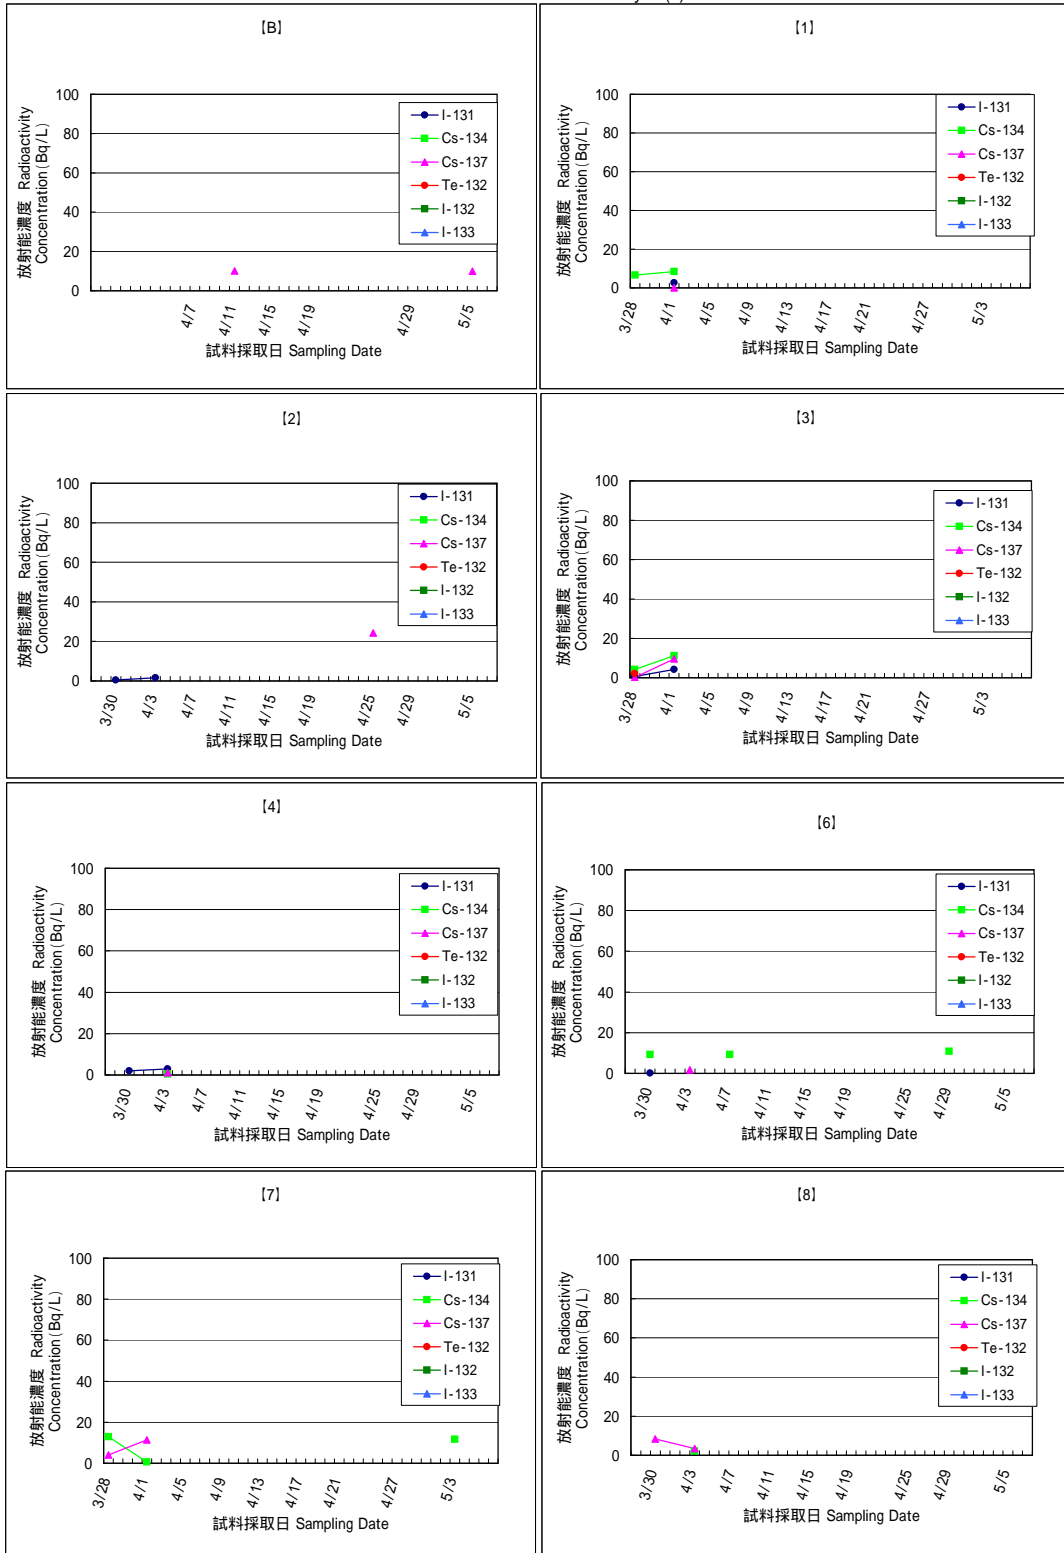 【B】
100
80
60
40
20
0
放射能濃度 Radioactivity
Concentration(Bq/L)
I-131
Cs-134
Cs-137
Te-132
I-132
I-133
4/7 4/11 4/15 4/19 4/29 5/5
試料採取日 Sampling Date
【1】
100
80
60
40
20
0
放射能濃度 Radioactivity
Concentration(Bq/L)
I-131
Cs-134
Cs-137
Te-132
I-132
I-133
3/28 4/1 4/5 4/9 4/13 4/17 4/21 4/27 5/3
試料採取日 Sampling Date
【2】
100
80
60
40
20
0
放射能濃度 Radioactivity
Concentration(Bq/L)
I-131
Cs-134
Cs-137
Te-132
I-132
I-133
3/30 4/3 4/7 4/11 4/15 4/19 4/25 4/29 5/5
試料採取日 Sampling Date
【3】
100
80
60
40
20
0
放射能濃度 Radioactivity
Concentration(Bq/L)
I-131
Cs-134
Cs-137
Te-132
I-132
I-133
3/28 4/1 4/5 4/9 4/13 4/17 4/21 4/27 5/3
試料採取日 Sampling Date
【4】
100
80
60
40
20
0
放射能濃度 Radioactivity
Concentration(Bq/L)
I-131
Cs-134
Cs-137
Te-132
I-132
I-133
3/30 4/3 4/7 4/11 4/15 4/19 4/25 4/29 5/5
試料採取日 Sampling Date
【6】
100
80
60
40
20
0
放射能濃度 Radioactivity
Concentration(Bq/L)
I-131
Cs-134
Cs-137
Te-132
I-132
I-133
3/30 4/3 4/7 4/11 4/15 4/19 4/25 4/29 5/5
試料採取日 Sampling Date
【7】
100
80
60
40
20
0
放射能濃度 Radioactivity
Concentration(Bq/L)
I-131
Cs-134
Cs-137
Te-132
I-132
I-133
3/28 4/1 4/5 4/9 4/13 4/17 4/21 4/27 5/3
試料採取日 Sampling Date
【8】
100
80
60
40
20
0
放射能濃度 Radioactivity
Concentration(Bq/L)
I-131
Cs-134
Cs-137
Te-132
I-132
I-133
3/30 4/3 4/7 4/11 4/15 4/19 4/25 4/29 5/5
試料採取日 Sampling Date